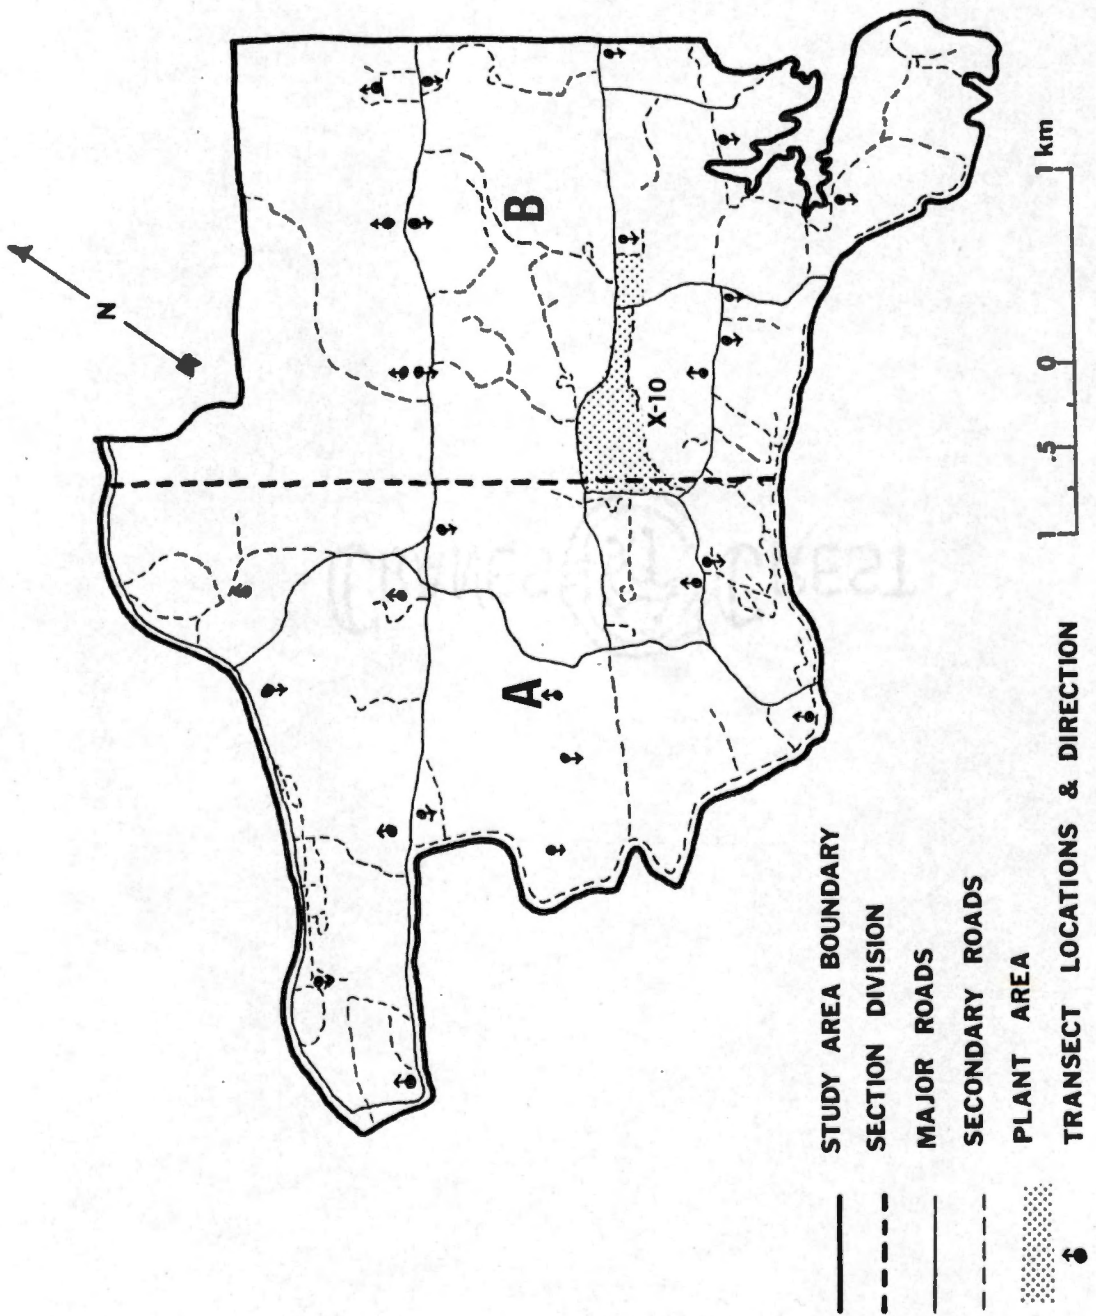 N
B
A
X-10
1 .5 0 1 km
STUDY AREA BOUNDARY
SECTION DIVISION
MAJOR ROADS
SECONDARY ROADS
PLANT AREA
TRANSECT LOCATIONS & DIRECTION